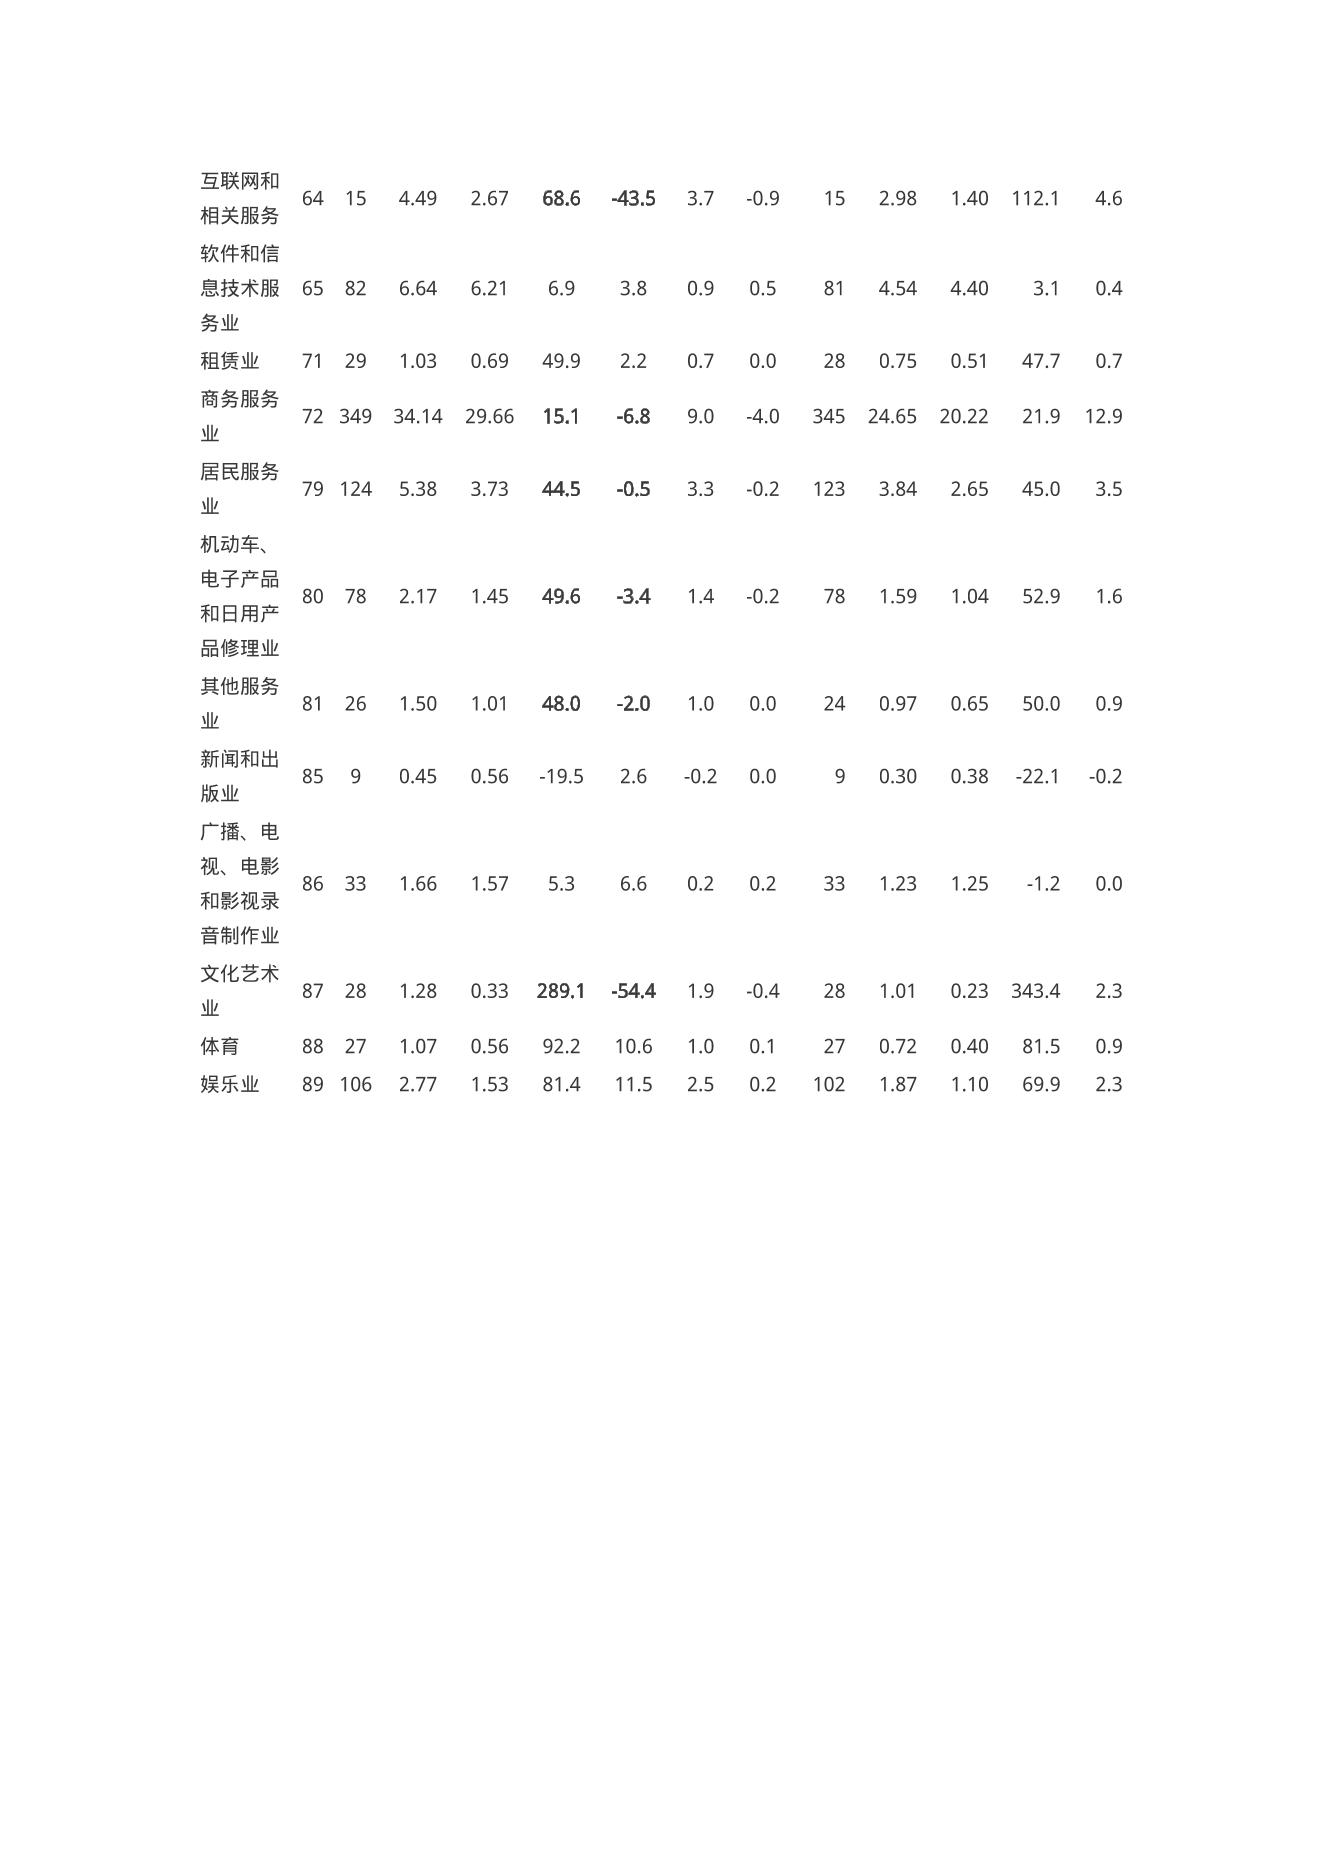 互联网和
相关服务 64 15 4.49 2.67 68.6 -43.5 3.7 -0.9 15 2.98 1.40 112.1 4.6
软件和信
息技术服 65 82 6.64 6.21 6.9 3.8 0.9 0.5 81 4.54 4.40 3.1 0.4
务业
租赁业 71 29 1.03 0.69 49.9 2.2 0.7 0.0 28 0.75 0.51 47.7 0.7
商务服务
业 72 349 34.14 29.66 15.1 -6.8 9.0 -4.0 345 24.65 20.22 21.9 12.9
居民服务
业 79 124 5.38 3.73 44.5 -0.5 3.3 -0.2 123 3.84 2.65 45.0 3.5
机动车、
电子产品
和日用产 80 78 2.17 1.45 49.6 -3.4 1.4 -0.2 78 1.59 1.04 52.9 1.6
品修理业
其他服务
业 81 26 1.50 1.01 48.0 -2.0 1.0 0.0 24 0.97 0.65 50.0 0.9
新闻和出
版业 85 9 0.45 0.56 -19.5 2.6 -0.2 0.0 9 0.30 0.38 -22.1 -0.2
广播、电
视、电影
和影视录 86 33 1.66 1.57 5.3 6.6 0.2 0.2 33 1.23 1.25 -1.2 0.0
音制作业
文化艺术
业 87 28 1.28 0.33 289.1 -54.4 1.9 -0.4 28 1.01 0.23 343.4 2.3
体育 88 27 1.07 0.56 92.2 10.6 1.0 0.1 27 0.72 0.40 81.5 0.9
娱乐业 89 106 2.77 1.53 81.4 11.5 2.5 0.2 102 1.87 1.10 69.9 2.3